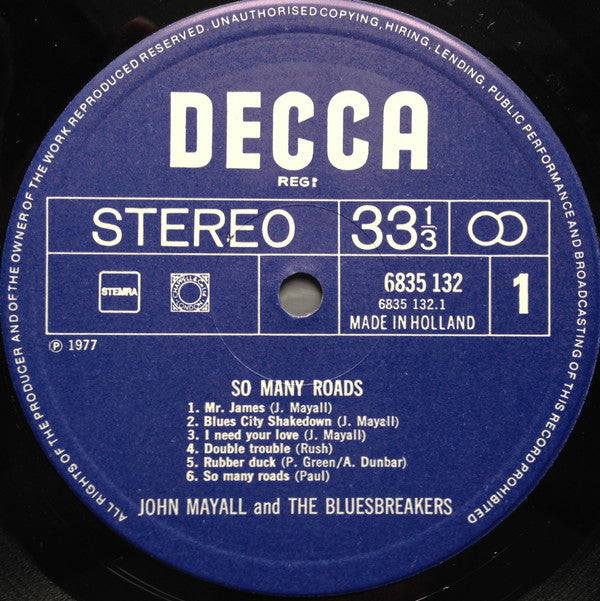 ALL RIGHTS OF THE PRODUCER AND OF THE OWNER OF THE WORK REPRODUCED RESERVED. UNAUTHORISED COPYING, HIRING, LENDING, PUBLIC PERFORMANCE AND BROADCASTING OF THIS RECORD PROHIBITED
DECCA
REGᴰ
STEREO 33⅓
STEMRA
6835 132
6835 132.1
MADE IN HOLLAND
1
℗ 1977
SO MANY ROADS
1. Mr. James (J. Mayall)
2. Blues City Shakedown (J. Mayall)
3. I need your love (J. Mayall)
4. Double trouble (Rush)
5. Rubber duck (P. Green/A. Dunbar)
6. So many roads (Paul)
JOHN MAYALL and THE BLUESBREAKERS